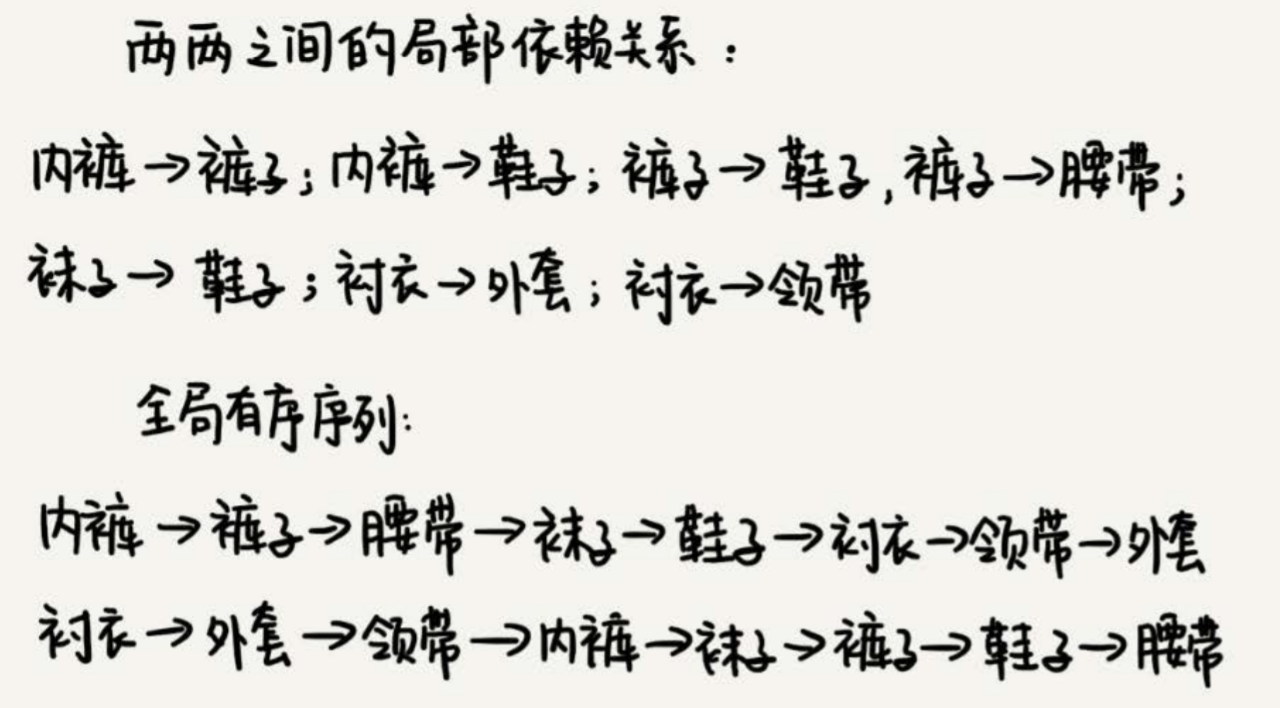 两两之间的局部依赖关系：
内裤→裤子；内裤→鞋子；裤子→鞋子，裤子→腰带；
袜子→鞋子；衬衣→外套；衬衣→领带
全局有序序列：
内裤→裤子→腰带→袜子→鞋子→衬衣→领带→外套
衬衣→外套→领带→内裤→袜子→裤子→鞋子→腰带